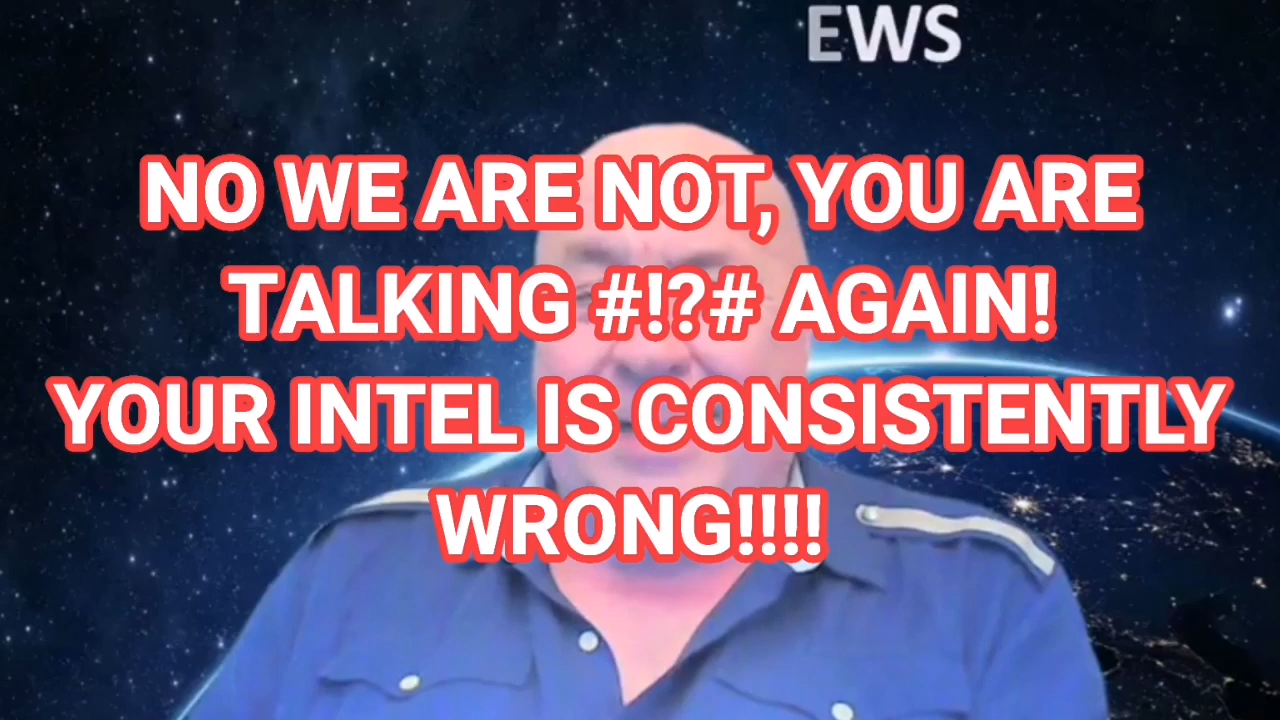 EWS
NO WE ARE NOT, YOU ARE
TALKING #!?# AGAIN!
YOUR INTEL IS CONSISTENTLY
WRONG!!!!